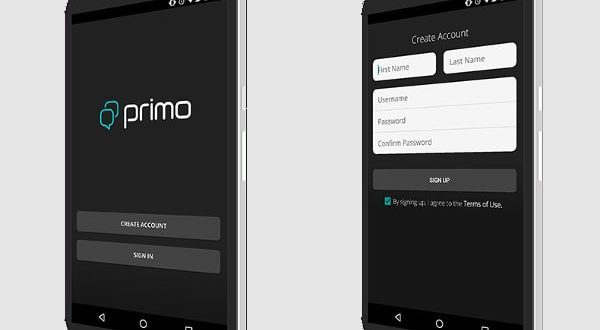 primo
CREATE ACCOUNT
SIGN IN
Create Account
First Name
Last Name
Username
Password
Confirm Password
SIGN UP
By signing up, I agree to the Terms of Use.